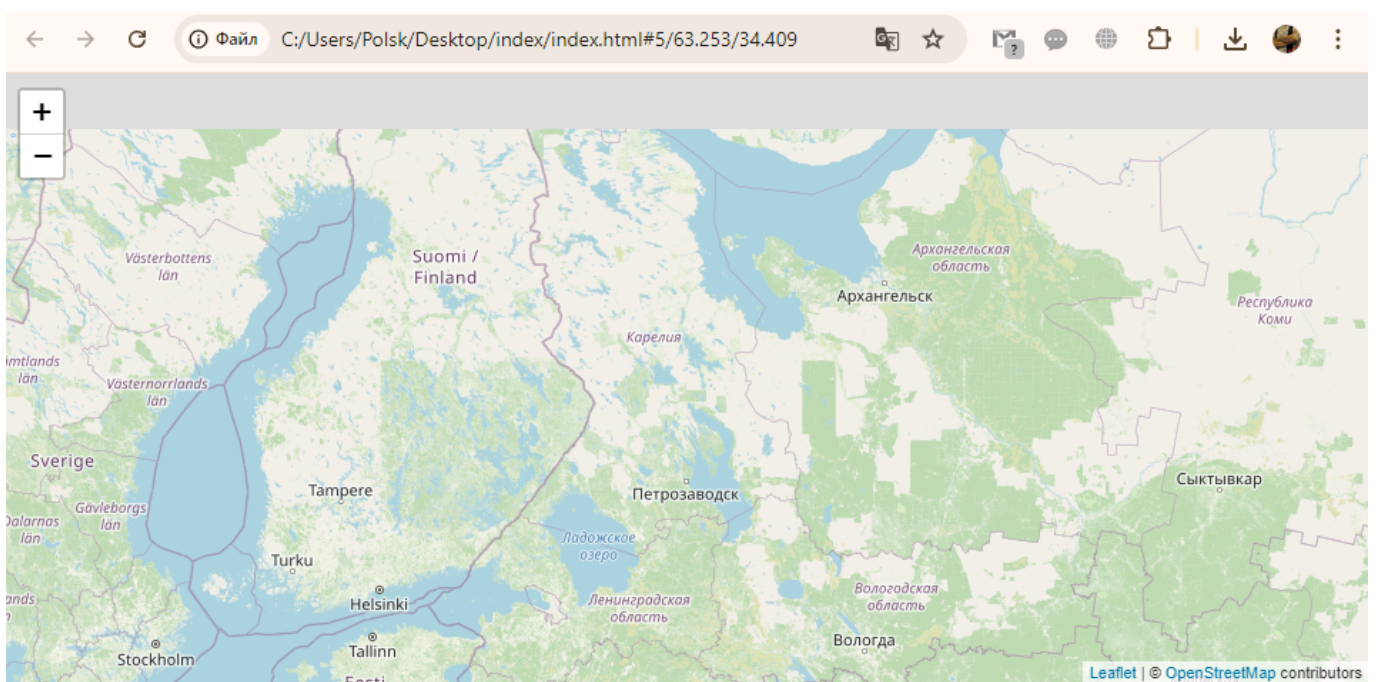 Файл C:/Users/Polsk/Desktop/index/index.html#5/63.253/34.409
?
+
−
Västerbottens
län
Suomi /
Finland
Архангельская
область
Архангельск
Республика
Коми
Карелия
län
Västernorrlands
län
Sverige
Tampere
Петрозаводск
Сыктывкар
Gävleborgs
län
Dalarnas
län
Ладожское
озеро
Turku
Helsinki
Ленинградская
область
Вологодская
область
Stockholm
Tallinn
Вологда
Eesti
Leaflet | © OpenStreetMap contributors